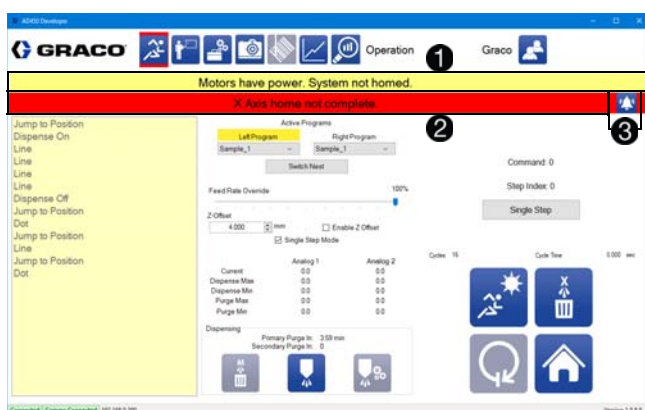 AD450 Developer
GRACO Operation 1 Graco
Motors have power. System not homed.
X Axis home not complete.
2
3
Jump to Position
Dispense On
Line
Line
Line
Line
Dispense Off
Jump to Position
Dot
Jump to Position
Line
Jump to Position
Dot
Active Programs
Left Program Right Program
Sample_1 Sample_1
Switch Nest
Feed Rate Override 100%
Z Offset
4.000 mm Enable Z Offset
Single Step Mode
Analog 1 Analog 2
Current 0.0 0.0
Dispense Max 0.0 0.0
Dispense Min 0.0 0.0
Purge Max 0.0 0.0
Purge Min 0.0 0.0
Dispensing
Primary Purge In: 3.59 min
Secondary Purge In: 0
Command: 0
Step Index: 0
Single Step
Cycles 16 Cycle Time 0.000 sec
X